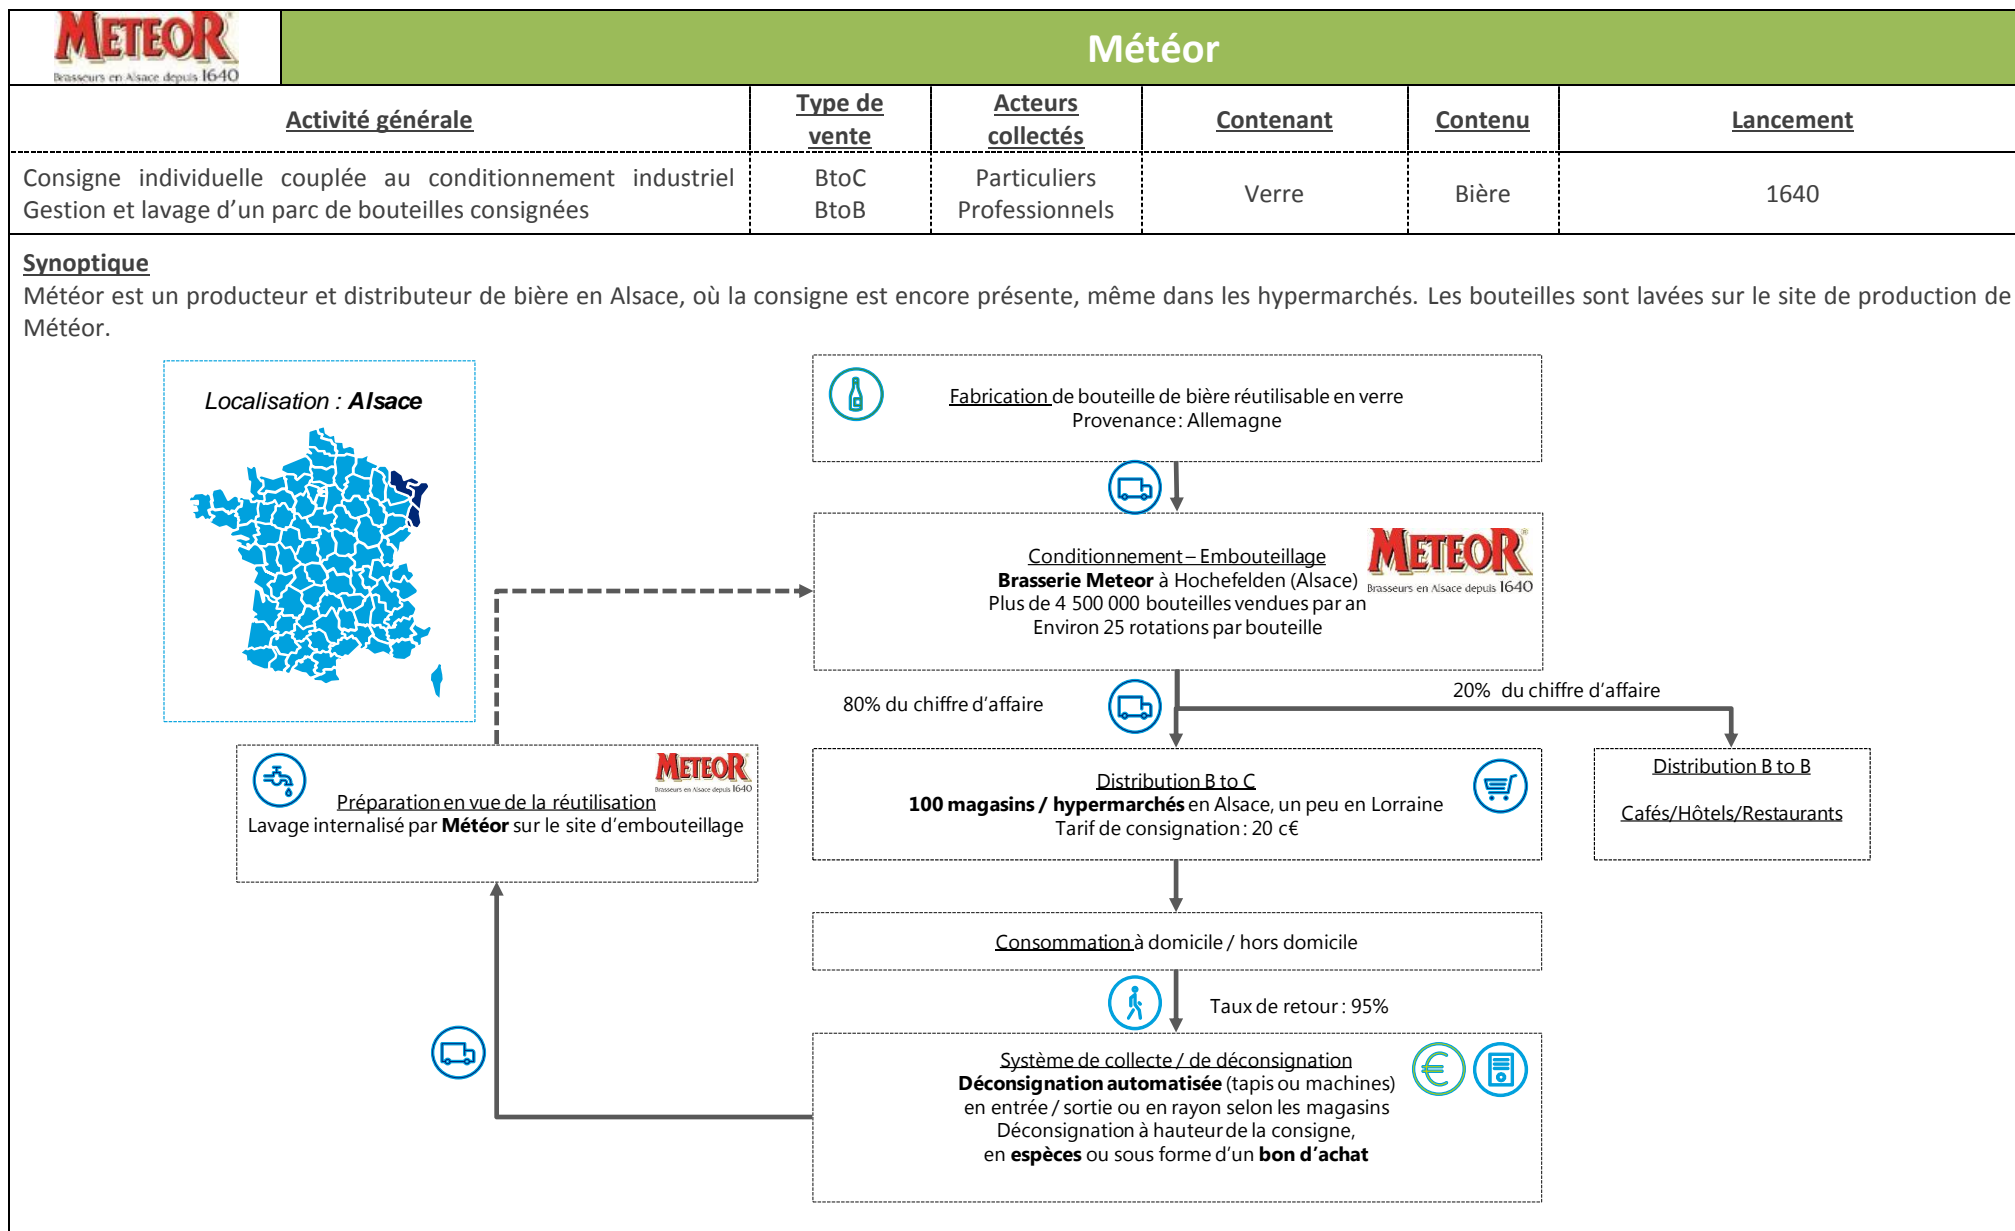 METEOR
Brasseurs en Alsace depuis 1640
Météor
Activité générale
Type de
vente
Acteurs
collectés
Contenant
Contenu
Lancement
Consigne individuelle couplée au conditionnement industriel
Gestion et lavage d'un parc de bouteilles consignées
BtoC
BtoB
Particuliers
Professionnels
Verre
Bière
1640
Synoptique
Météor est un producteur et distributeur de bière en Alsace, où la consigne est encore présente, même dans les hypermarchés. Les bouteilles sont lavées sur le site de production de
Météor.
Localisation : Alsace
Fabrication de bouteille de bière réutilisable en verre
Provenance : Allemagne
Conditionnement – Embouteillage
Brasserie Meteor à Hochefelden (Alsace)
Plus de 4 500 000 bouteilles vendues par an
Environ 25 rotations par bouteille
METEOR
Brasseurs en Alsace depuis 1640
80% du chiffre d'affaire
20% du chiffre d'affaire
METEOR
Brasseurs en Alsace depuis 1640
Préparation en vue de la réutilisation
Lavage internalisé par Météor sur le site d'embouteillage
Distribution B to C
100 magasins / hypermarchés en Alsace, un peu en Lorraine
Tarif de consignation : 20 c€
Distribution B to B
Cafés/Hôtels/Restaurants
Consommation à domicile / hors domicile
Taux de retour : 95%
Système de collecte / de déconsignation
Déconsignation automatisée (tapis ou machines)
en entrée / sortie ou en rayon selon les magasins
Déconsignation à hauteur de la consigne,
en espèces ou sous forme d'un bon d'achat